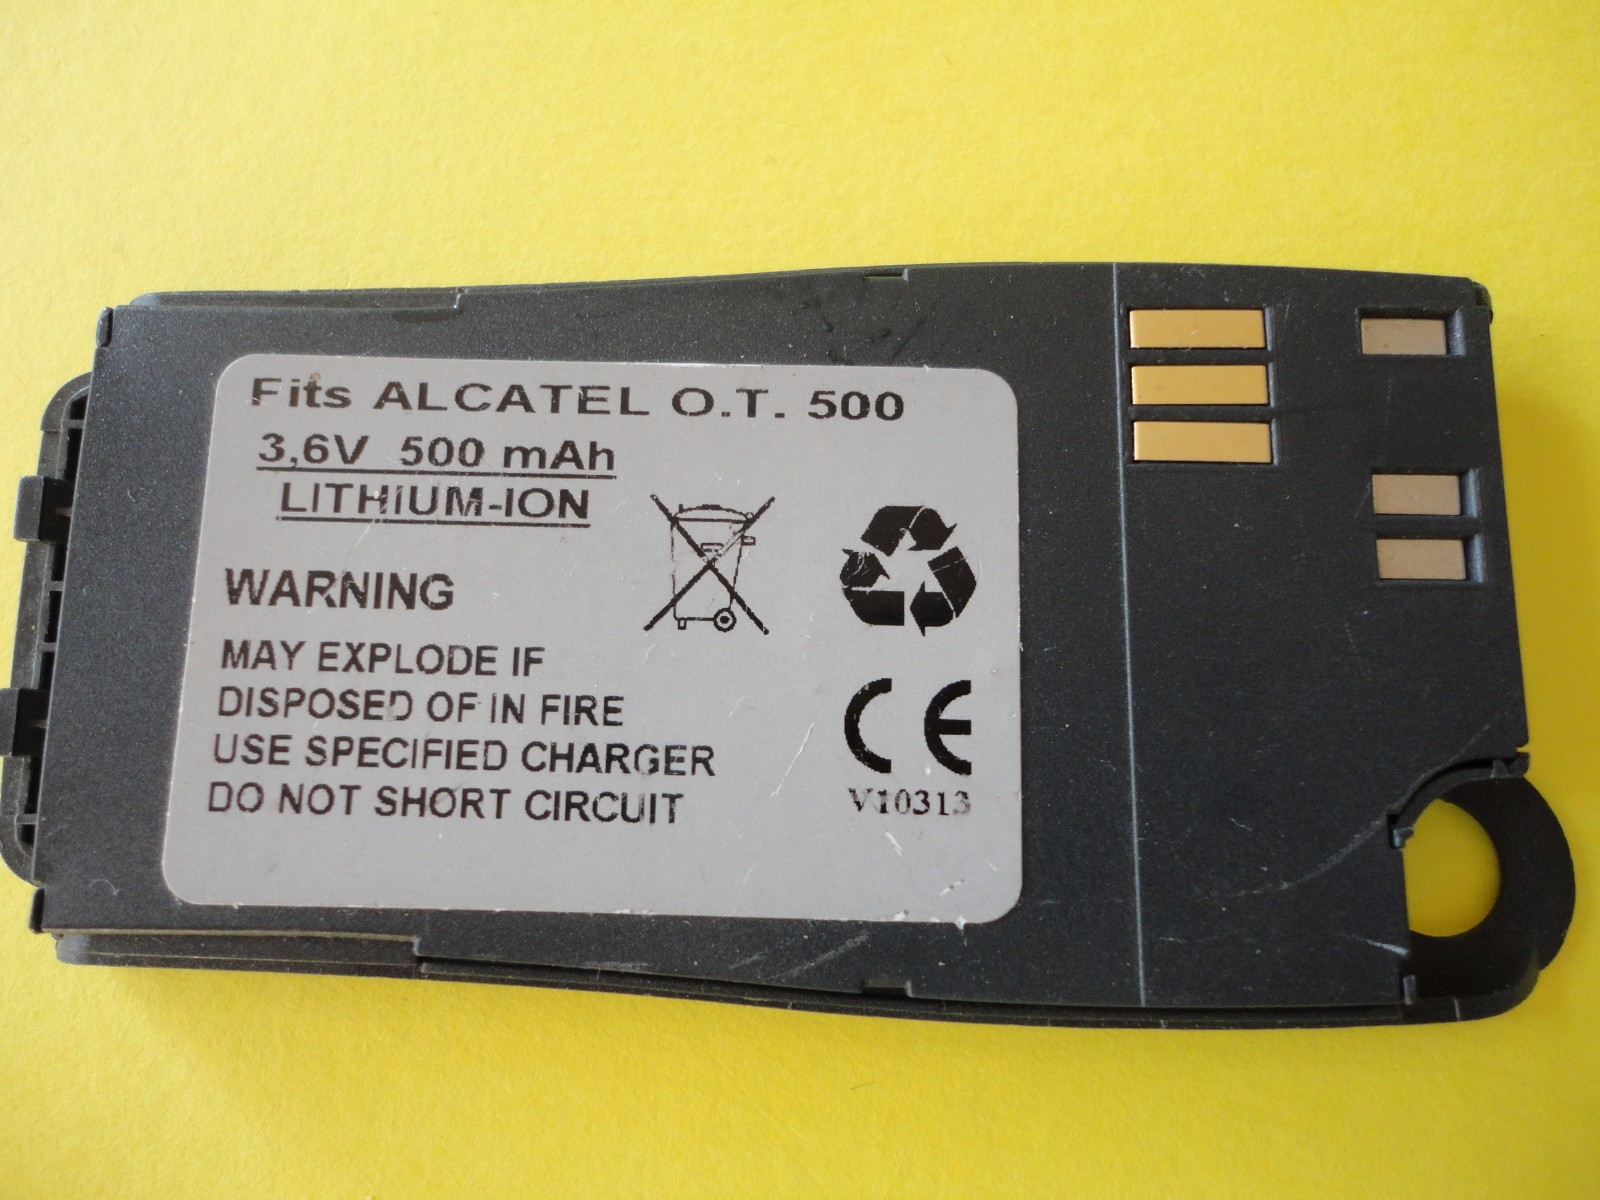 Fits ALCATEL O.T. 500
3,6V 500 mAh
LITHIUM-ION
WARNING
MAY EXPLODE IF
DISPOSED OF IN FIRE
USE SPECIFIED CHARGER
DO NOT SHORT CIRCUIT
CE
V10313